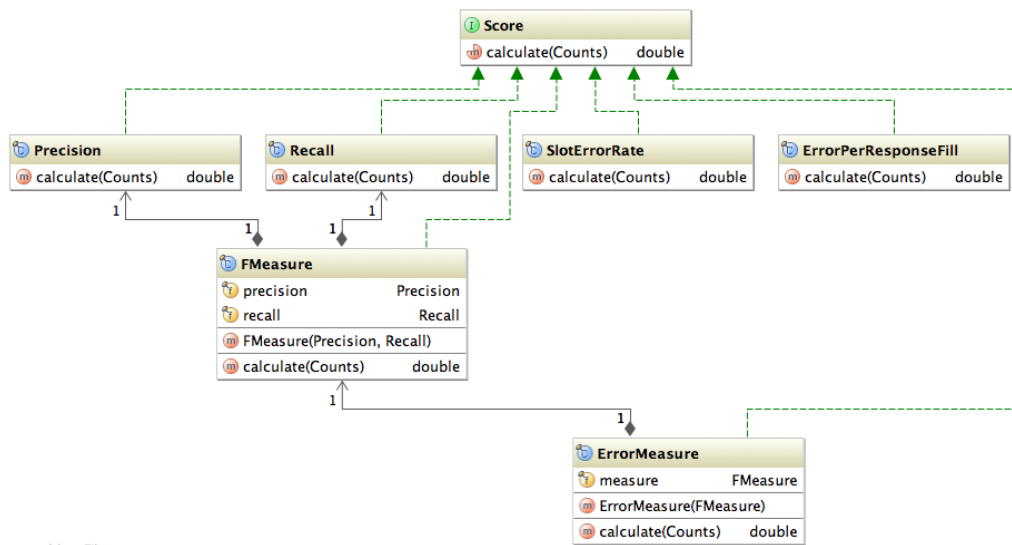 Score
calculate(Counts) double
Precision
calculate(Counts) double
Recall
calculate(Counts) double
SlotErrorRate
calculate(Counts) double
ErrorPerResponseFill
calculate(Counts) double
1
1
1
1
FMeasure
precision Precision
recall Recall
FMeasure(Precision, Recall)
calculate(Counts) double
1
1
ErrorMeasure
measure FMeasure
ErrorMeasure(FMeasure)
calculate(Counts) double